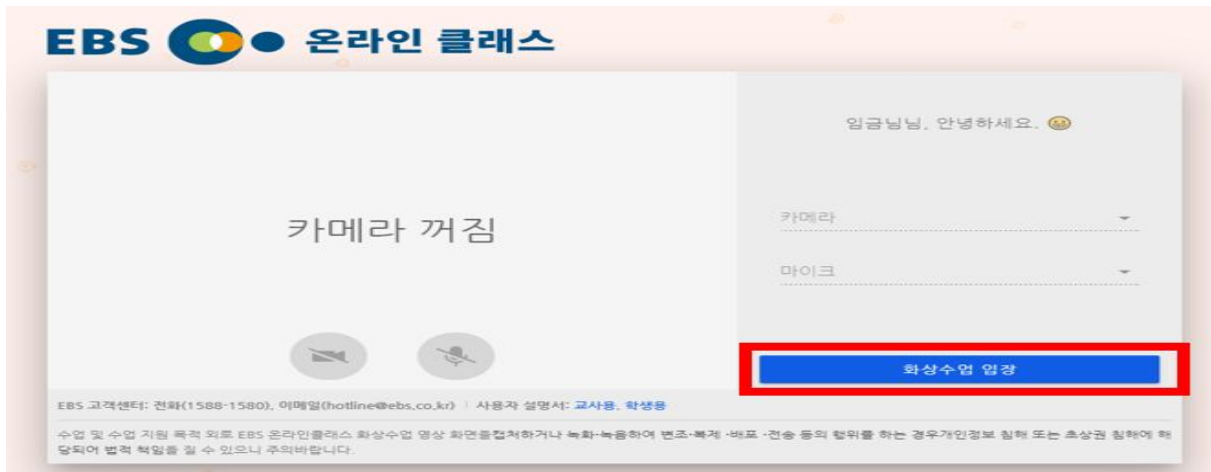 EBS 온라인 클래스
임금님님, 안녕하세요.
카메라 꺼짐
카메라
마이크
화상수업 입장
EBS 고객센터: 전화(1588-1580), 이메일(hotline@ebs.co.kr) | 사용자 설명서: 교사용, 학생용
수업 및 수업 지원 목적 외로 EBS 온라인클래스 화상수업 영상 화면을캡처하거나 녹화·녹음하여 변조·복제 ·배포 ·전송 등의 행위를 하는 경우개인정보 침해 또는 초상권 침해에 해
당되어 법적 책임을 질 수 있으니 주의바랍니다.